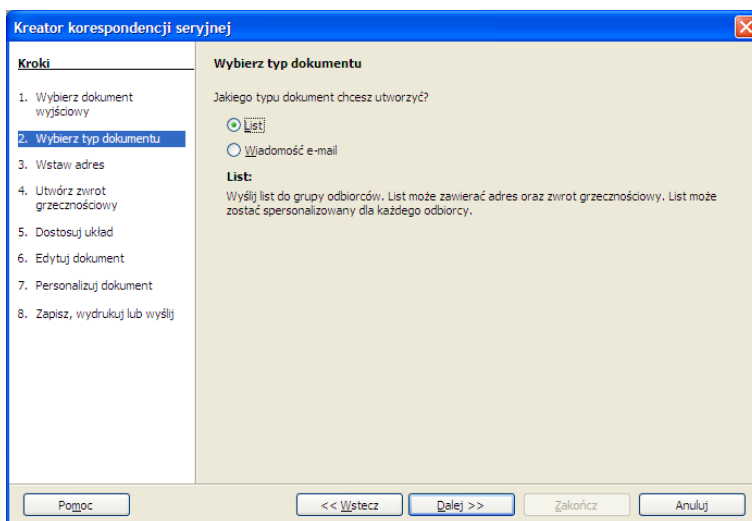 Kreator korespondencji seryjnej
Kroki
1. Wybierz dokument
wyjściowy
2. Wybierz typ dokumentu
3. Wstaw adres
4. Utwórz zwrot
grzecznościowy
5. Dostosuj układ
6. Edytuj dokument
7. Personalizuj dokument
8. Zapisz, wydrukuj lub wyślij
Wybierz typ dokumentu
Jakiego typu dokument chcesz utworzyć?
List
Wiadomość e-mail
List:
Wyślij list do grupy odbiorców. List może zawierać adres oraz zwrot grzecznościowy. List może
zostać spersonalizowany dla każdego odbiorcy.
Pomoc
<< Wstecz
Dalej >>
Zakończ
Anuluj